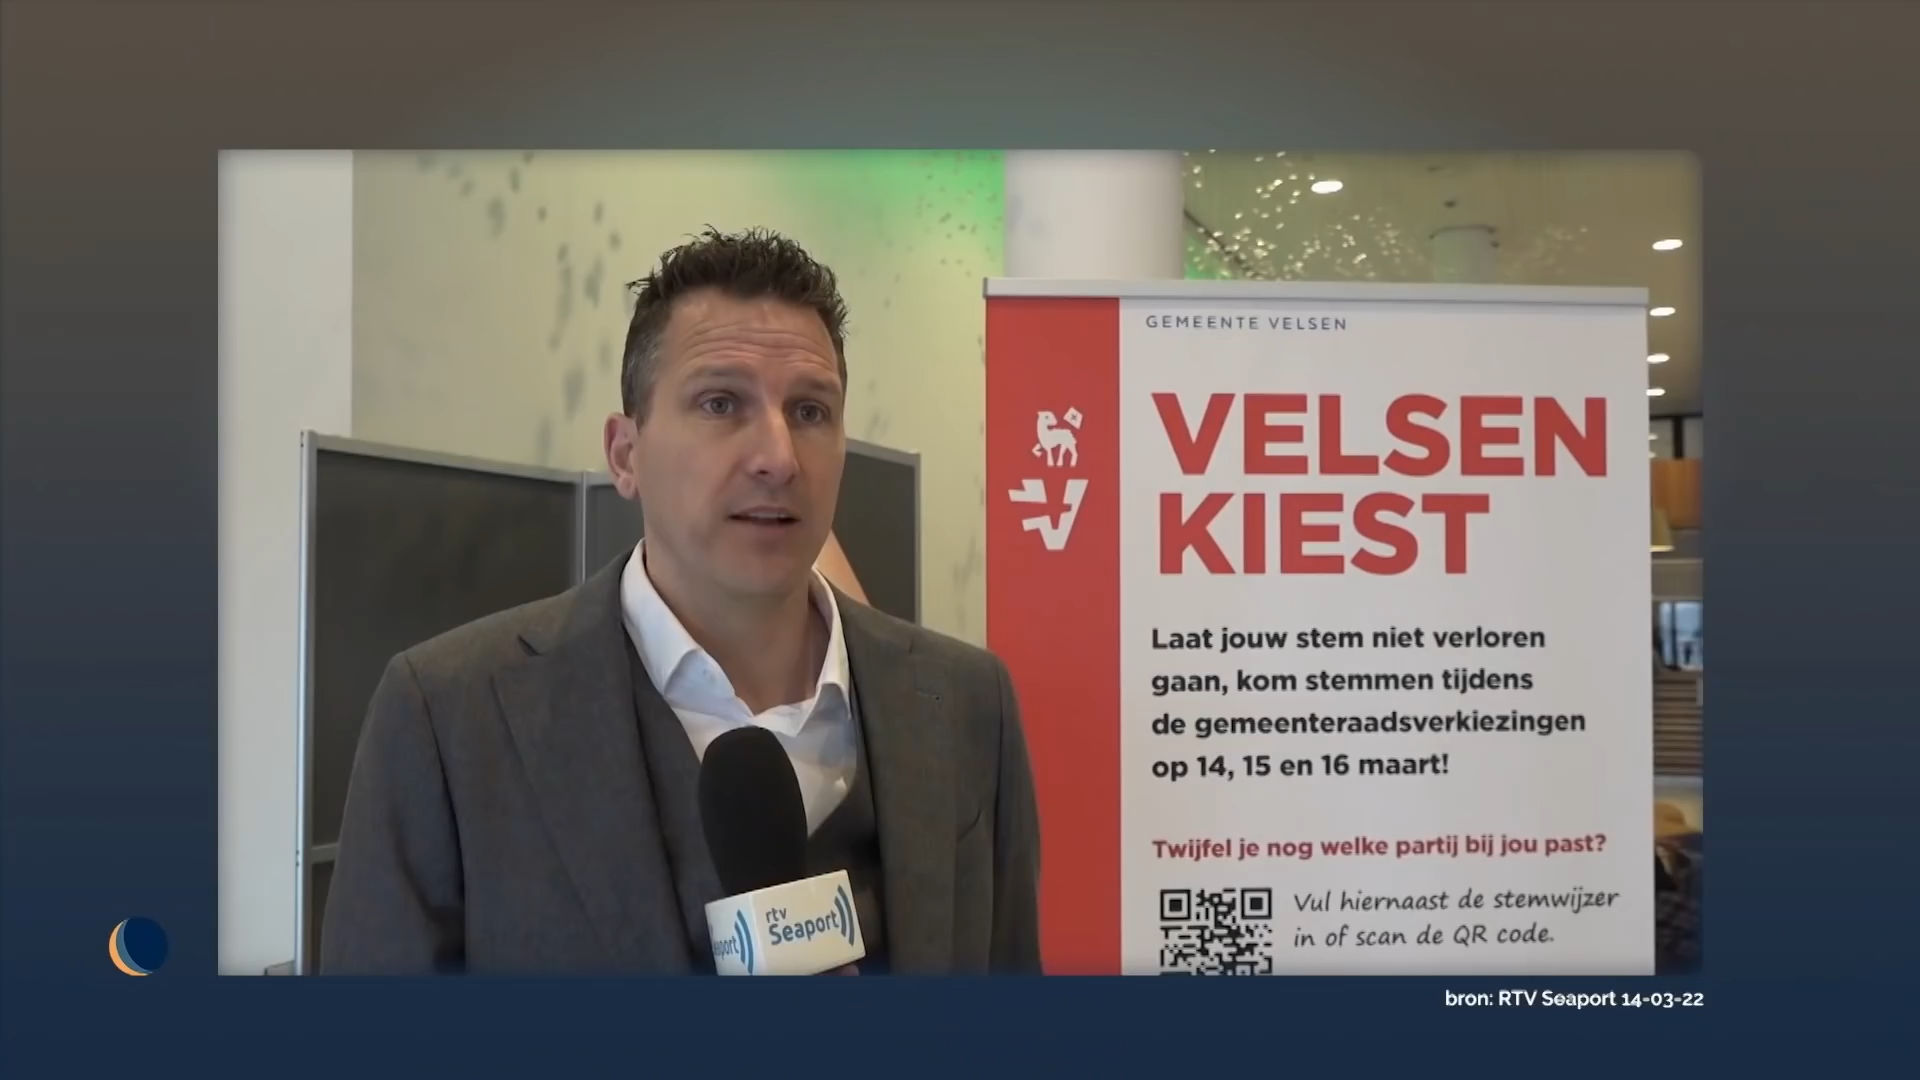 GEMEENTE VELSEN
VELSEN
KIEST
Laat jouw stem niet verloren
gaan, kom stemmen tijdens
de gemeenteraadsverkiezingen
op 14, 15 en 16 maart!
Twijfel je nog welke partij bij jou past?
Vul hiernaast de stemwijzer
in of scan de QR code.
rtv
Seaport
bron: RTV Seaport 14-03-22